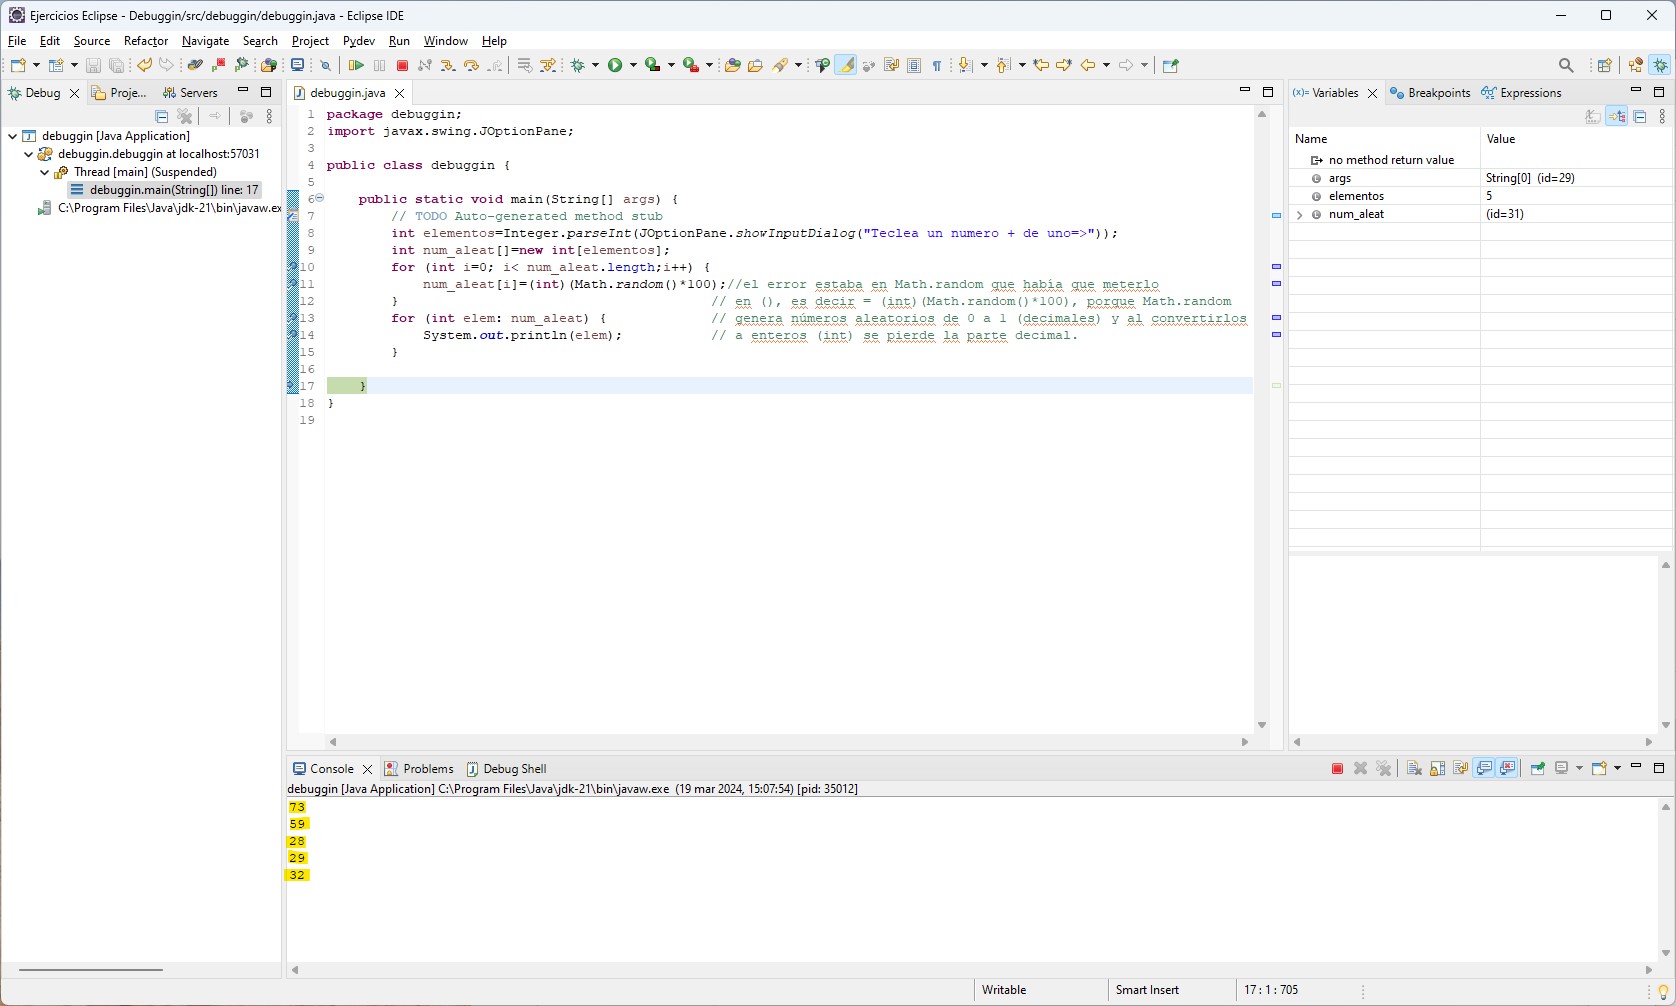 Ejercicios Eclipse - Debuggin/src/debuggin/debuggin.java - Eclipse IDE
File Edit Source Refactor Navigate Search Project Pydev Run Window Help
Debug Proje... Servers
debuggin [Java Application]
debuggin.debuggin at localhost:57031
Thread [main] (Suspended)
debuggin.main(String[]) line: 17
C:\Program Files\Java\jdk-21\bin\javaw.ex
debuggin.java
1 package debuggin;
2 import javax.swing.JOptionPane;
3
4 public class debuggin {
5
6 public static void main(String[] args) {
7 // TODO Auto-generated method stub
8 int elementos=Integer.parseInt(JOptionPane.showInputDialog("Teclea un numero + de uno=>"));
9 int num_aleat[]=new int[elementos];
10 for (int i=0; i< num_aleat.length;i++) {
11 num_aleat[i]=(int)(Math.random()*100);//el error estaba en Math.random que había que meterlo
12 } // en (), es decir = (int)(Math.random()*100), porque Math.random
13 for (int elem: num_aleat) { // genera números aleatorios de 0 a 1 (decimales) y al convertirlos
14 System.out.println(elem); // a enteros (int) se pierde la parte decimal.
15 }
16
17 }
18 }
19
Variables Breakpoints Expressions
Name Value
no method return value
args String[0] (id=29)
elementos 5
num_aleat (id=31)
Console Problems Debug Shell
debuggin [Java Application] C:\Program Files\Java\jdk-21\bin\javaw.exe (19 mar 2024, 15:07:54) [pid: 35012]
73
59
28
29
32
Writable Smart Insert 17 : 1 : 705